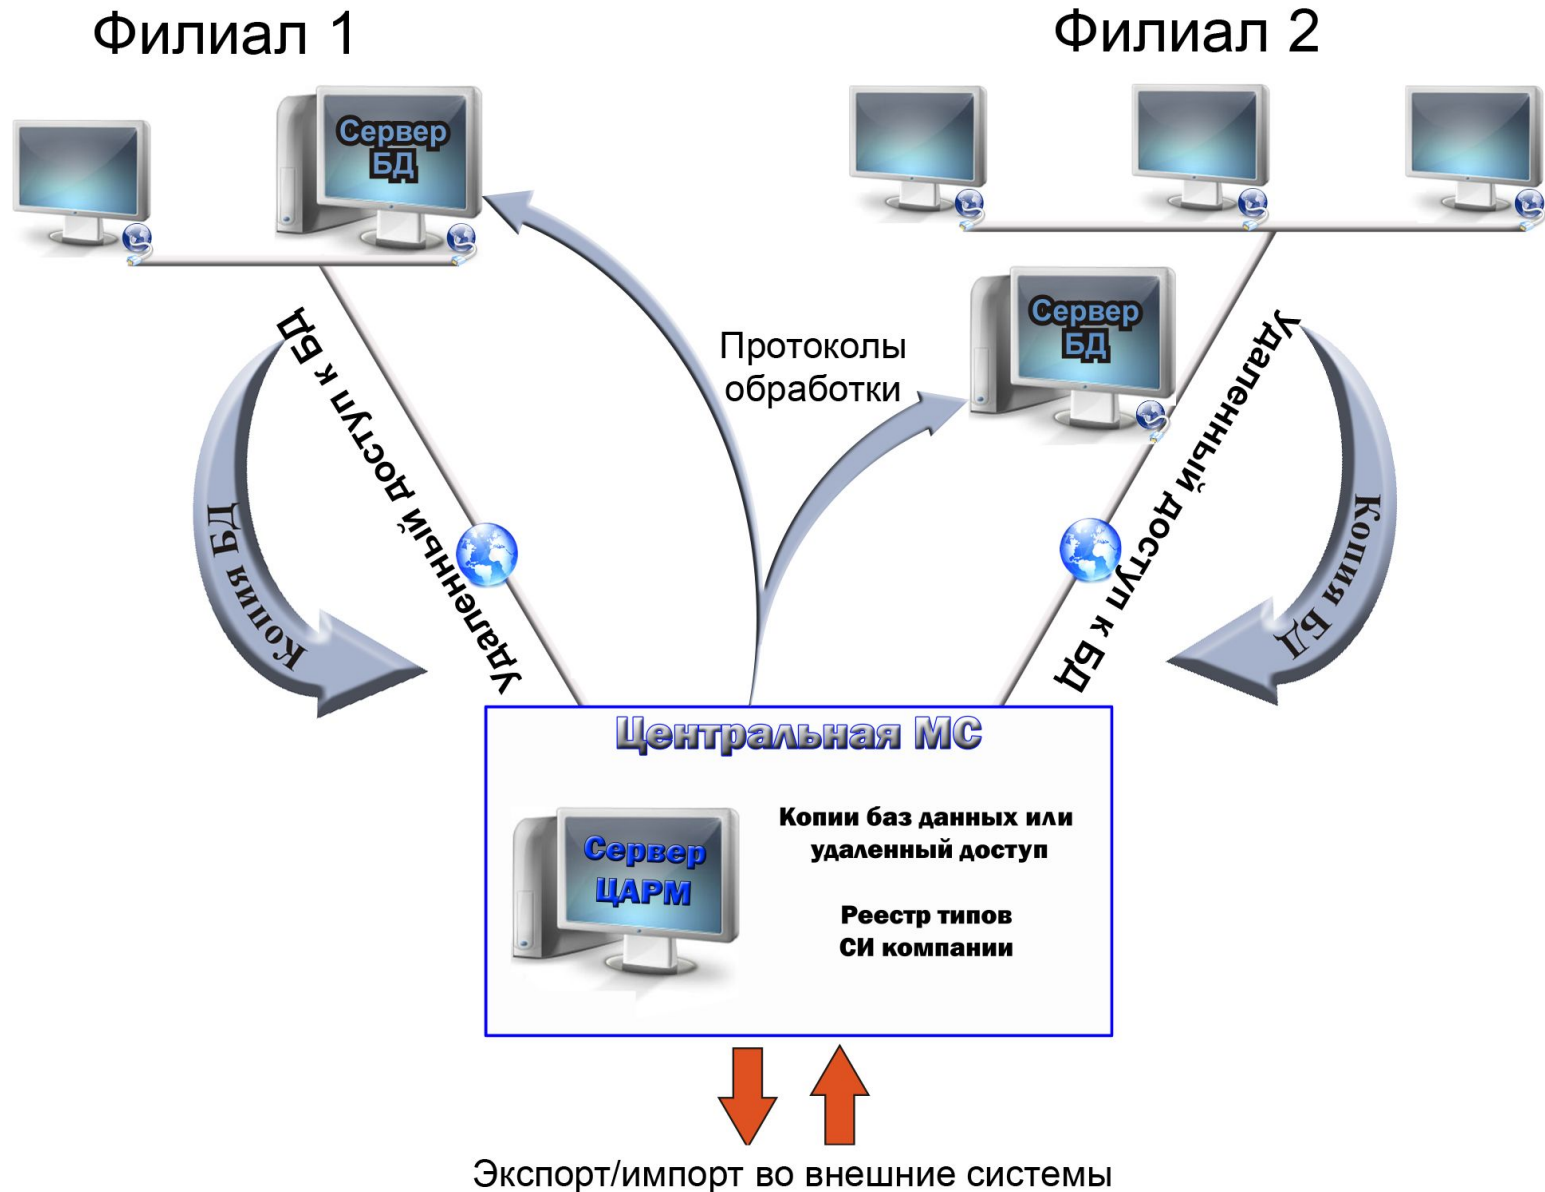 Филиал 1
Филиал 2
Сервер
БД
Сервер
БД
Протоколы
обработки
Удаленный доступ к БД
Удаленный доступ к БД
Копия БД
Копия БД
Центральная МС
Сервер
ЦАРМ
Копии баз данных или
удаленный доступ
Реестр типов
СИ компании
Экспорт/импорт во внешние системы